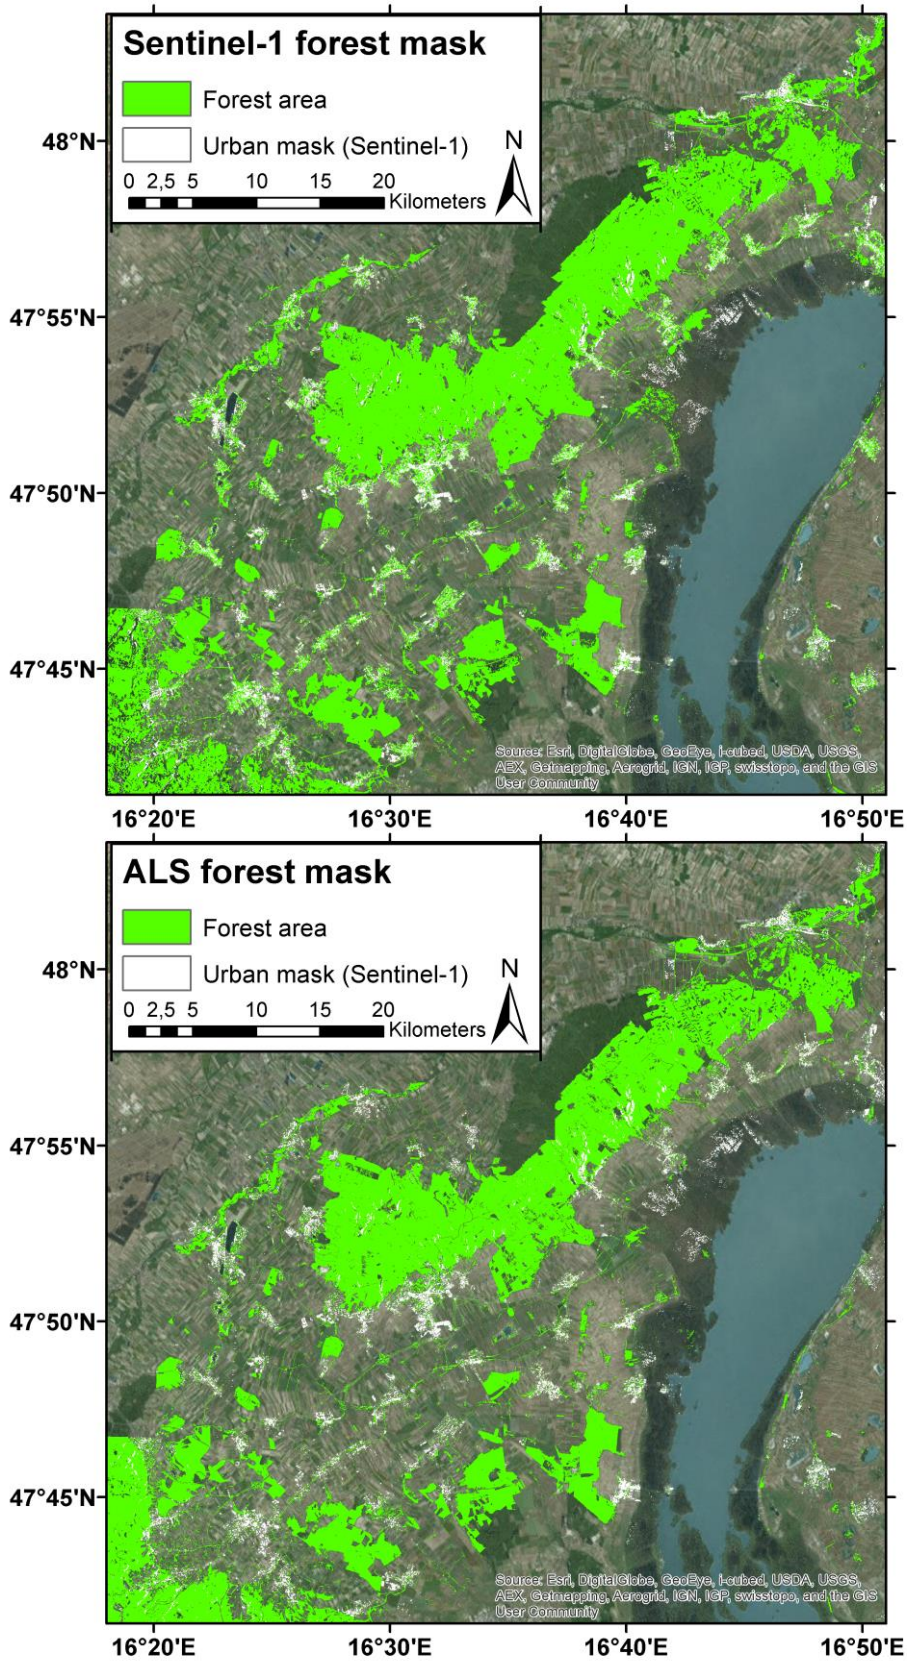 Sentinel-1 forest mask
Forest area
Urban mask (Sentinel-1)
N
0 2,5 5 10 15 20
Kilometers
48°N
47°55'N
47°50'N
47°45'N
Source: Esri, DigitalGlobe, GeoEye, i-cubed, USDA, USGS,
AEX, Getmapping, Aerogrid, IGN, IGP, swisstopo, and the GIS
User Community
16°20'E 16°30'E 16°40'E 16°50'E
ALS forest mask
Forest area
Urban mask (Sentinel-1)
N
0 2,5 5 10 15 20
Kilometers
48°N
47°55'N
47°50'N
47°45'N
Source: Esri, DigitalGlobe, GeoEye, i-cubed, USDA, USGS,
AEX, Getmapping, Aerogrid, IGN, IGP, swisstopo, and the GIS
User Community
16°20'E 16°30'E 16°40'E 16°50'E